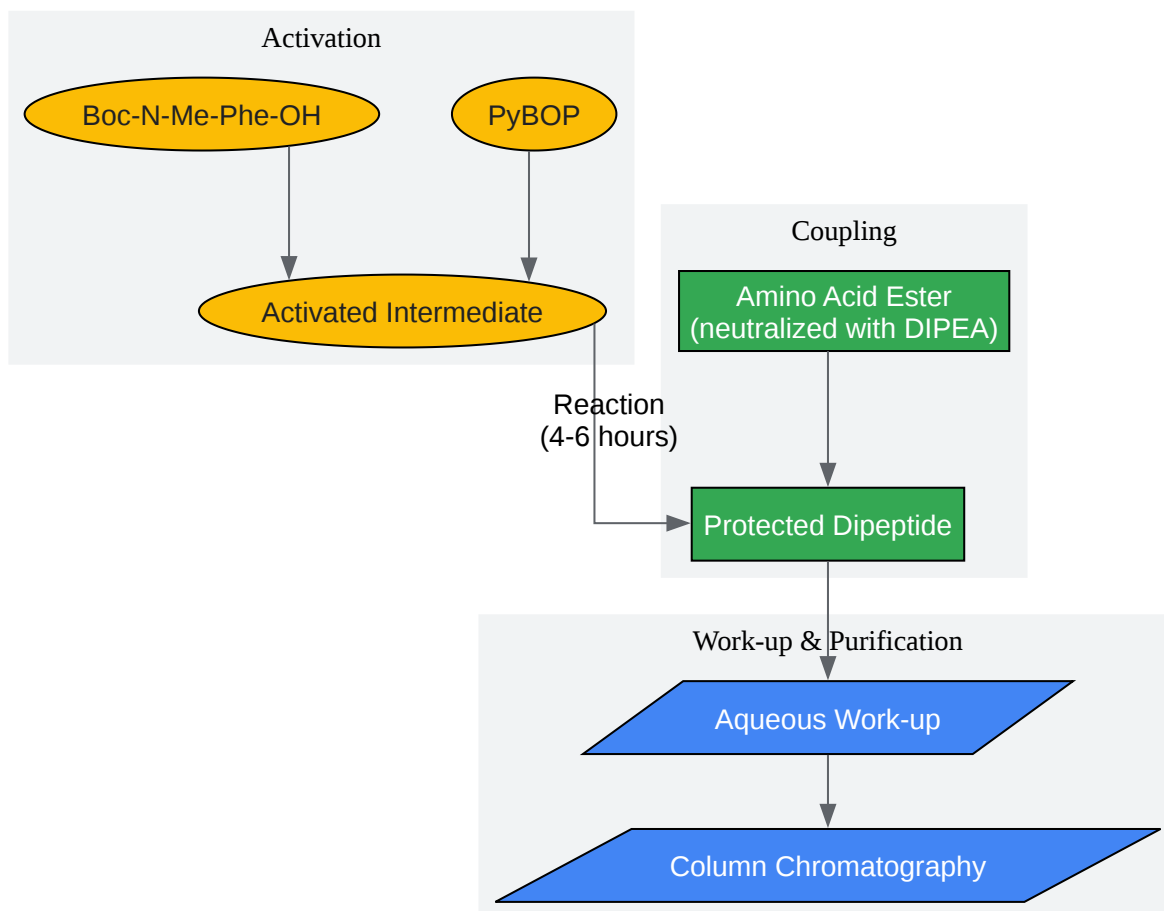 Activation
Boc-N-Me-Phe-OH
PyBOP
Activated Intermediate
Coupling
Amino Acid Ester
(neutralized with DIPEA)
Reaction
(4-6 hours)
Protected Dipeptide
Work-up & Purification
Aqueous Work-up
Column Chromatography